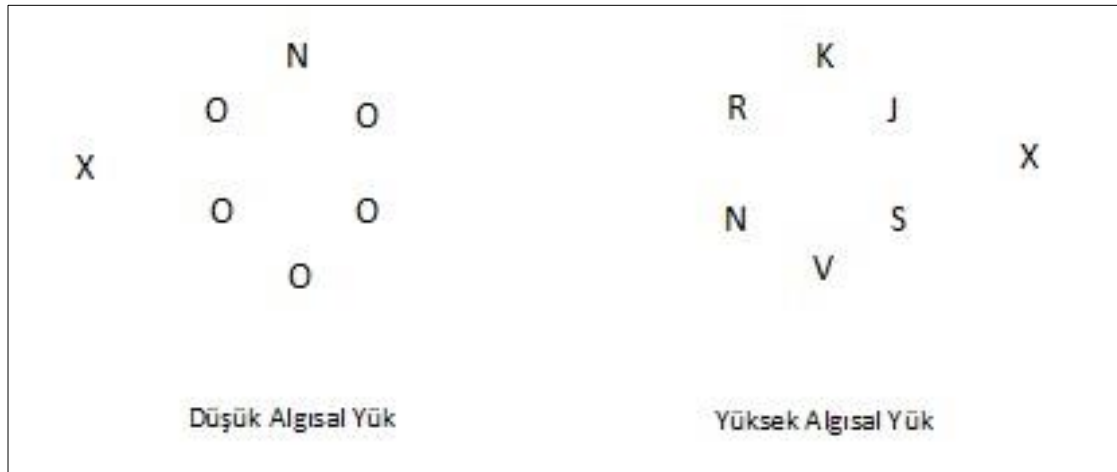 N
O O
X
O O
O
Düşük Algısal Yük
K
R J
X
N S
V
Yüksek Algısal Yük